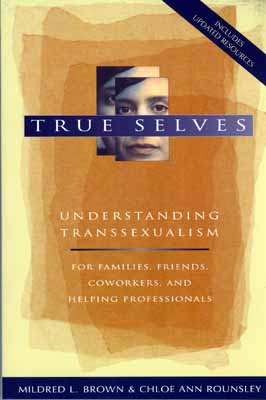 INCLUDES
UPDATED RESOURCES
TRUE SELVES
UNDERSTANDING
TRANSSEXUALISM
FOR FAMILIES, FRIENDS,
COWORKERS, AND
HELPING PROFESSIONALS
MILDRED L. BROWN & CHLOE ANN ROUNSLEY